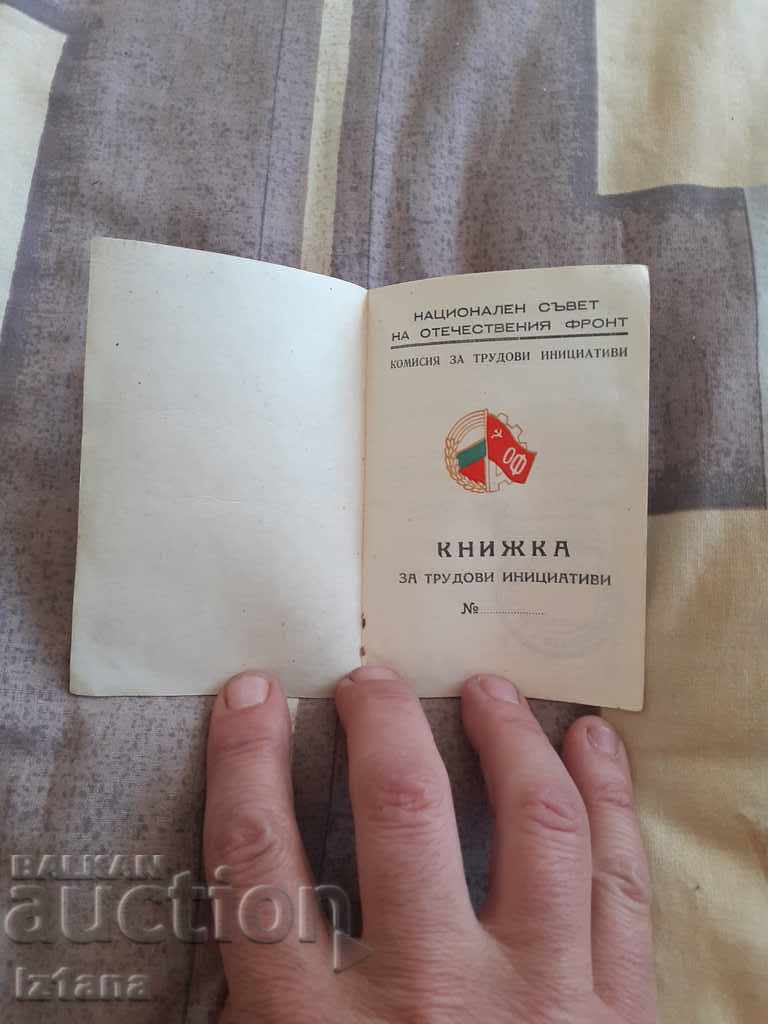 НАЦИОНАЛЕН СЪВЕТ
НА ОТЕЧЕСТВЕНИЯ ФРОНТ
КОМИСИЯ ЗА ТРУДОВИ ИНИЦИАТИВИ
ОФ
КНИЖКА
ЗА ТРУДОВИ ИНИЦИАТИВИ
№
BALKAN
auction
Iz1ana